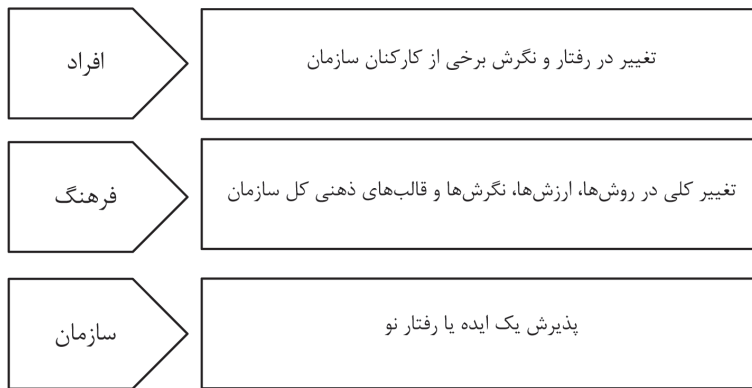 افراد
تغییر در رفتار و نگرش برخی از کارکنان سازمان
فرهنگ
تغییر کلی در روش‌ها، ارزش‌ها، نگرش‌ها و قالب‌های ذهنی کل سازمان
سازمان
پذیرش یک ایده یا رفتار نو